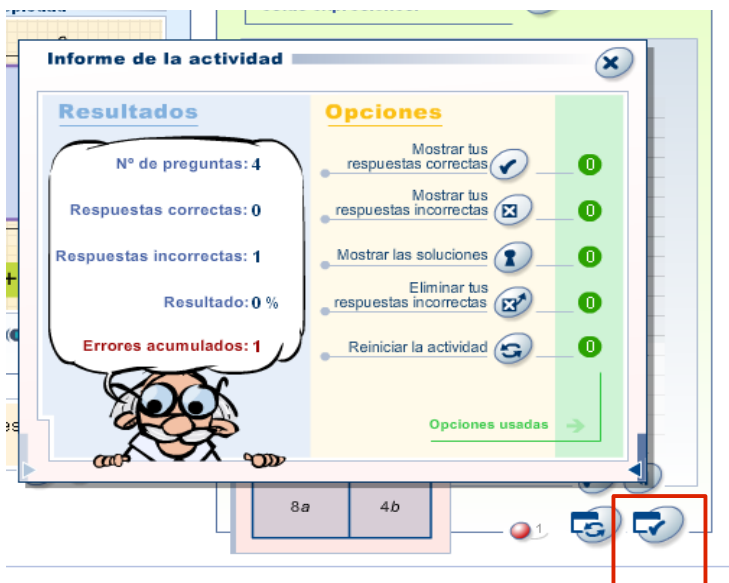 Informe de la actividad
Resultados
Nº de preguntas: 4
Respuestas correctas: 0
Respuestas incorrectas: 1
Resultado: 0 %
Errores acumulados: 1
Opciones
Mostrar tus
respuestas correctas
0
Mostrar tus
respuestas incorrectas
0
Mostrar las soluciones
0
Eliminar tus
respuestas incorrectas
0
Reiniciar la actividad
0
Opciones usadas
+
es
8a
4b
1